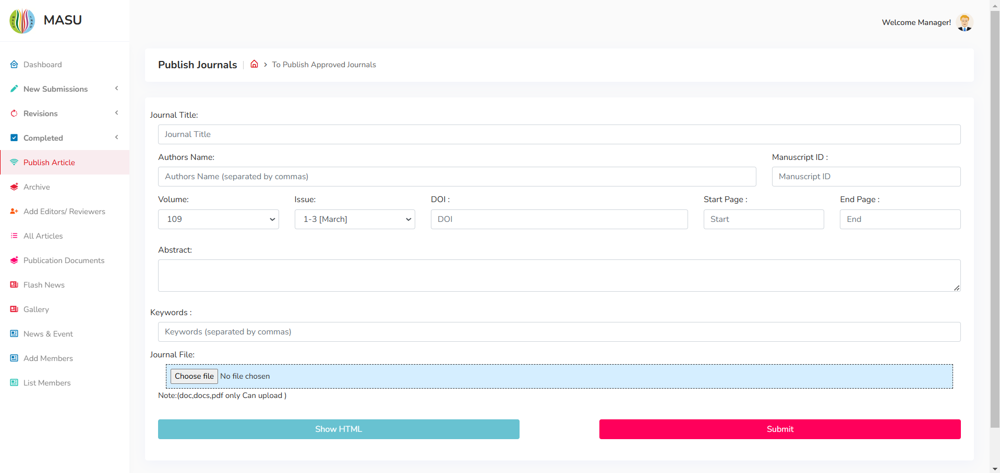 MASU
Welcome Manager!
Dashboard
New Submissions
Revisions
Completed
Publish Article
Archive
Add Editors/ Reviewers
All Articles
Publication Documents
Flash News
Gallery
News & Event
Add Members
List Members
Publish Journals
To Publish Approved Journals
Journal Title:
Journal Title
Authors Name: Manuscript ID :
Authors Name (separated by commas) Manuscript ID
Volume: Issue: DOI : Start Page : End Page :
109 1-3 [March] DOI Start End
Abstract:
Keywords :
Keywords (separated by commas)
Journal File:
Choose file No file chosen
Note:(doc,docs,pdf only Can upload )
Show HTML Submit